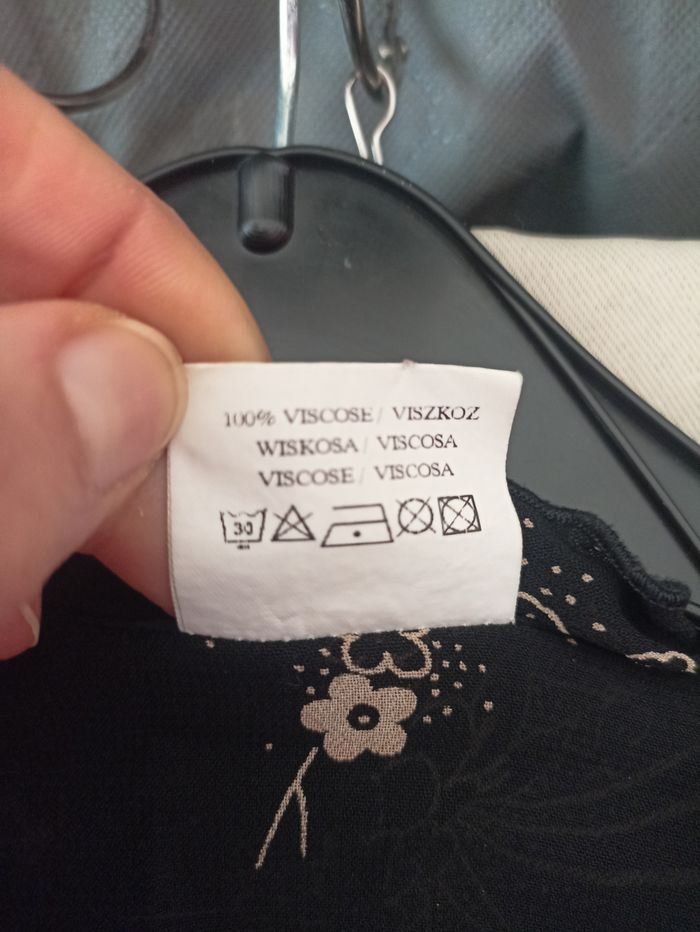 100% VISCOSE / VISZKOZ
WISKOSA / VISCOSA
VISCOSE / VISCOSA
30